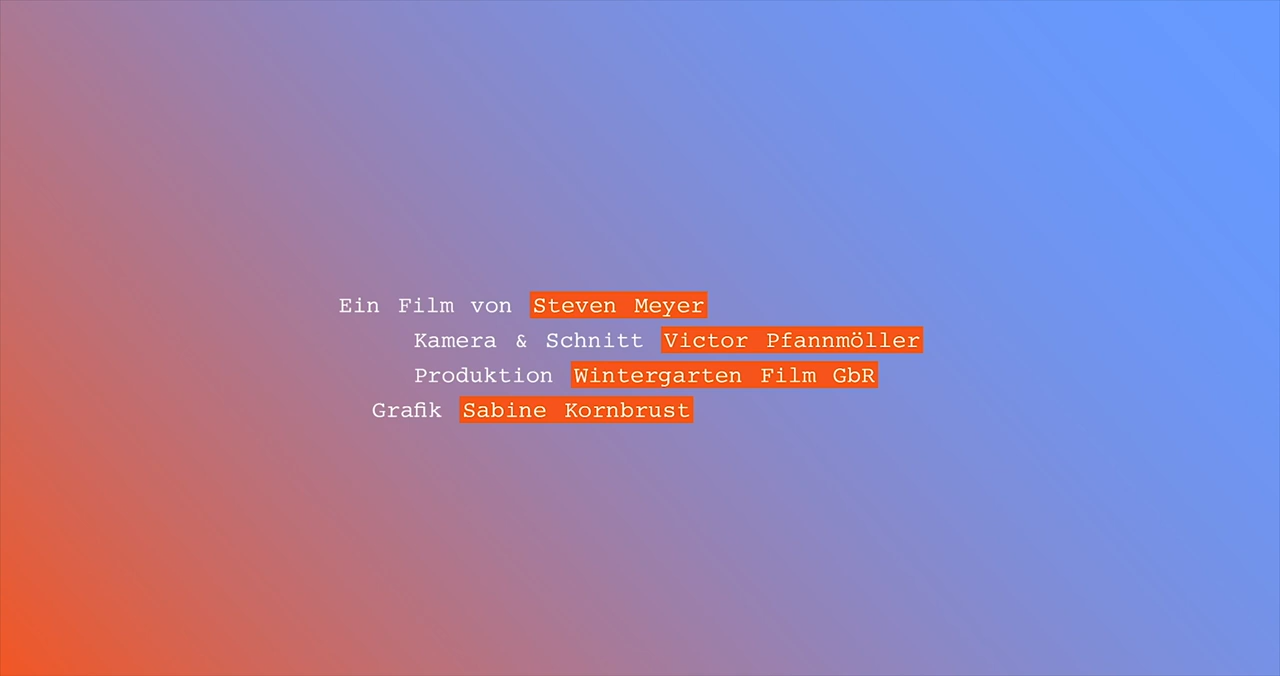 Ein Film von Steven Meyer
Kamera & Schnitt Victor Pfannmöller
Produktion Wintergarten Film GbR
Grafik Sabine Kornbrust